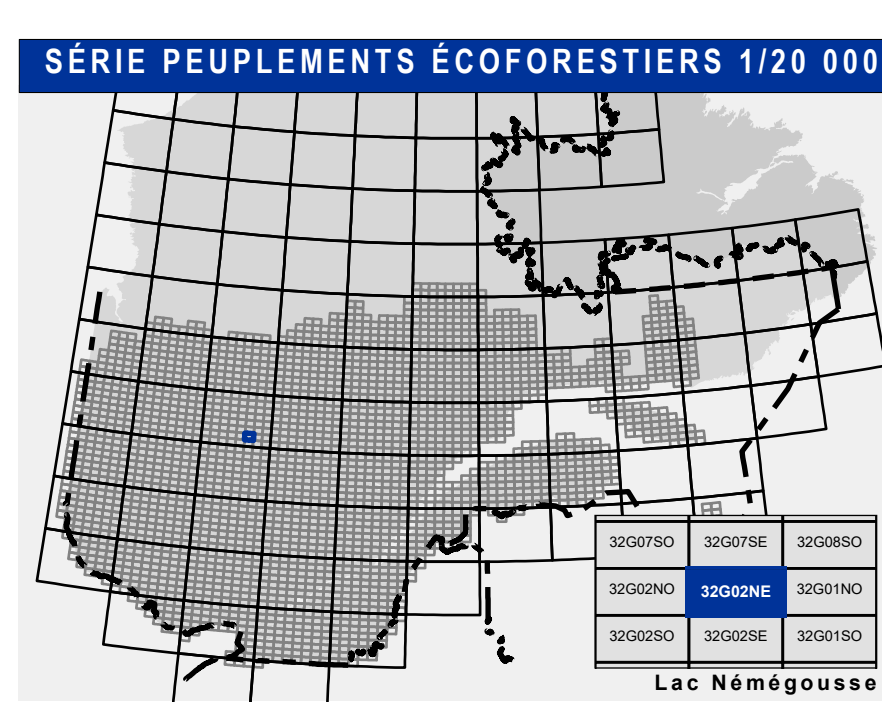 SÉRIE PEUPLEMENTS ÉCOFORESTIERS 1/20 000
32G07SO 32G07SE 32G08SO
32G02NO 32G02NE 32G01NO
32G02SO 32G02SE 32G01SO
Lac Némégousse